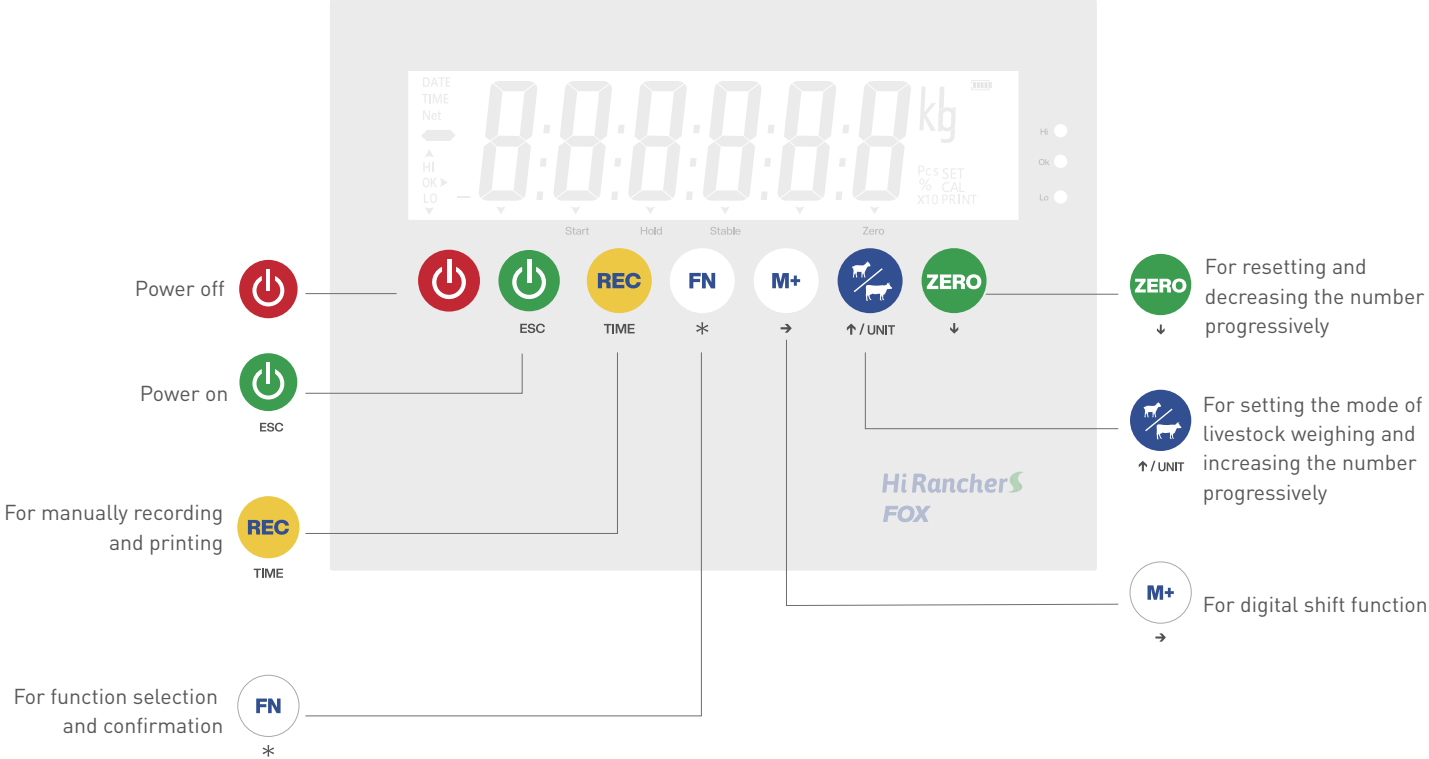 DATE
TIME
Net
HI
OK
LO
88:88:88
kg
Pcs SET
% CAL
X10 PRINT
Hi
Ok
Lo
Start Hold Stable Zero
REC FN M+ ZERO
ESC TIME * → ↑ / UNIT ↓
Hi RancherS
FOX
Power off
Power on
ESC
For manually recording
and printing
REC
TIME
For function selection
and confirmation
FN
*
ZERO
↓
For resetting and
decreasing the number
progressively
↑ / UNIT
For setting the mode of
livestock weighing and
increasing the number
progressively
M+
→
For digital shift function